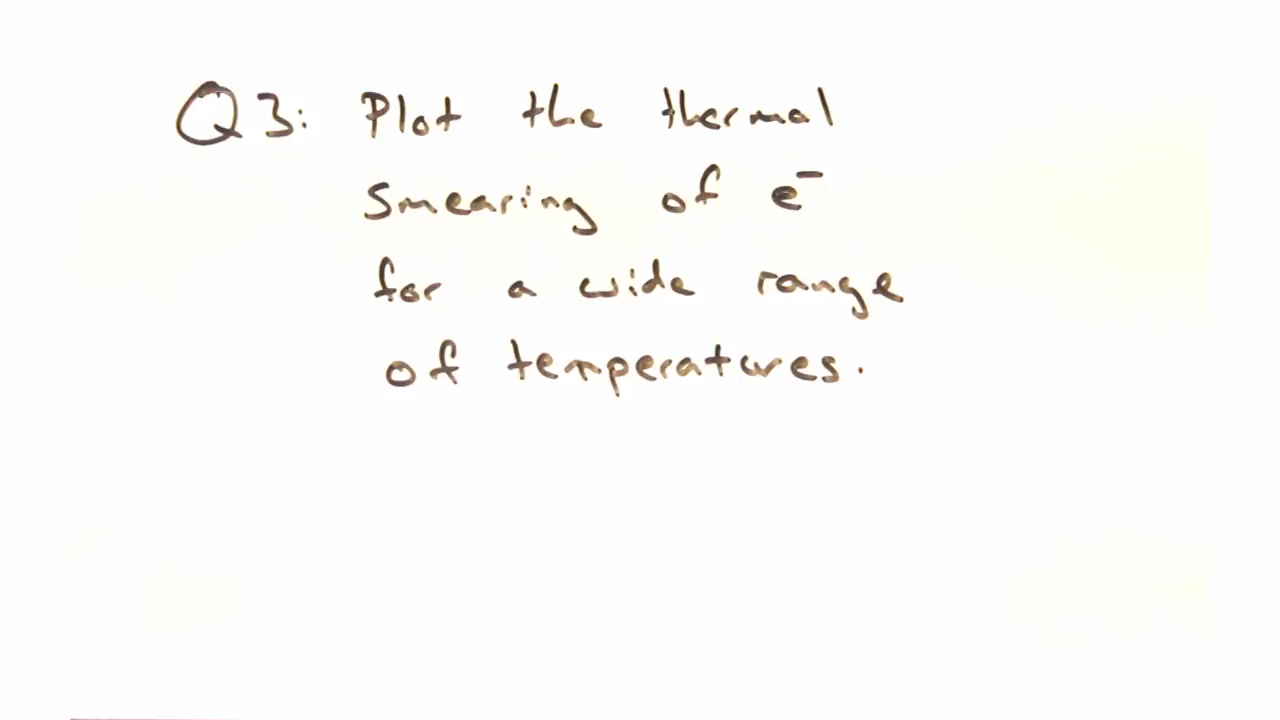 Q3: Plot the thermal
smearing of e⁻
for a wide range
of temperatures.